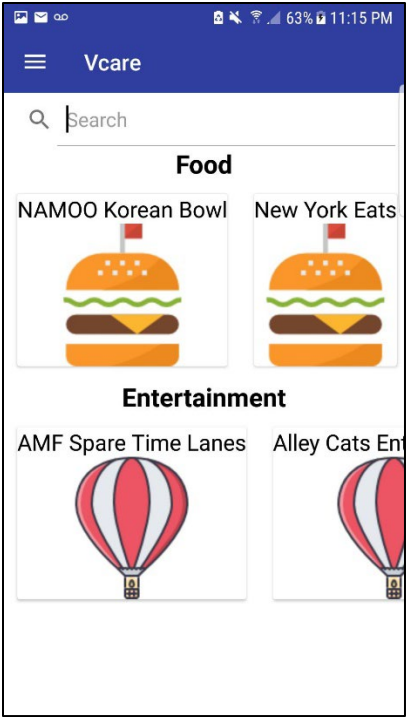 63% 11:15 PM
Vcare
Search
Food
NAMOO Korean Bowl
New York Eats
Entertainment
AMF Spare Time Lanes
Alley Cats Ent